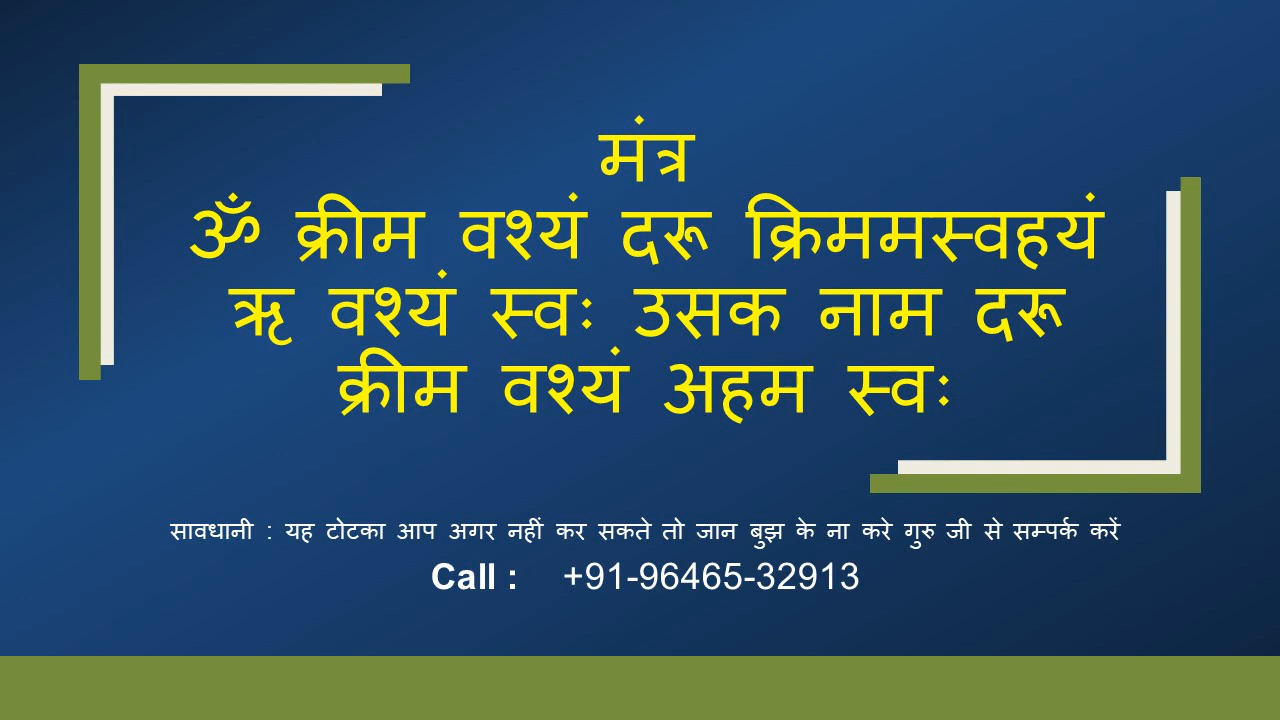 मंत्र
ॐ क्रीम वश्यं दरू क्रिममस्वहयं
ऋ वश्यं स्वः उसक नाम दरू
क्रीम वश्यं अहम स्वः
सावधानी : यह टोटका आप अगर नहीं कर सकते तो जान बुझ के ना करे गुरु जी से सम्पर्क करें
Call : +91-96465-32913